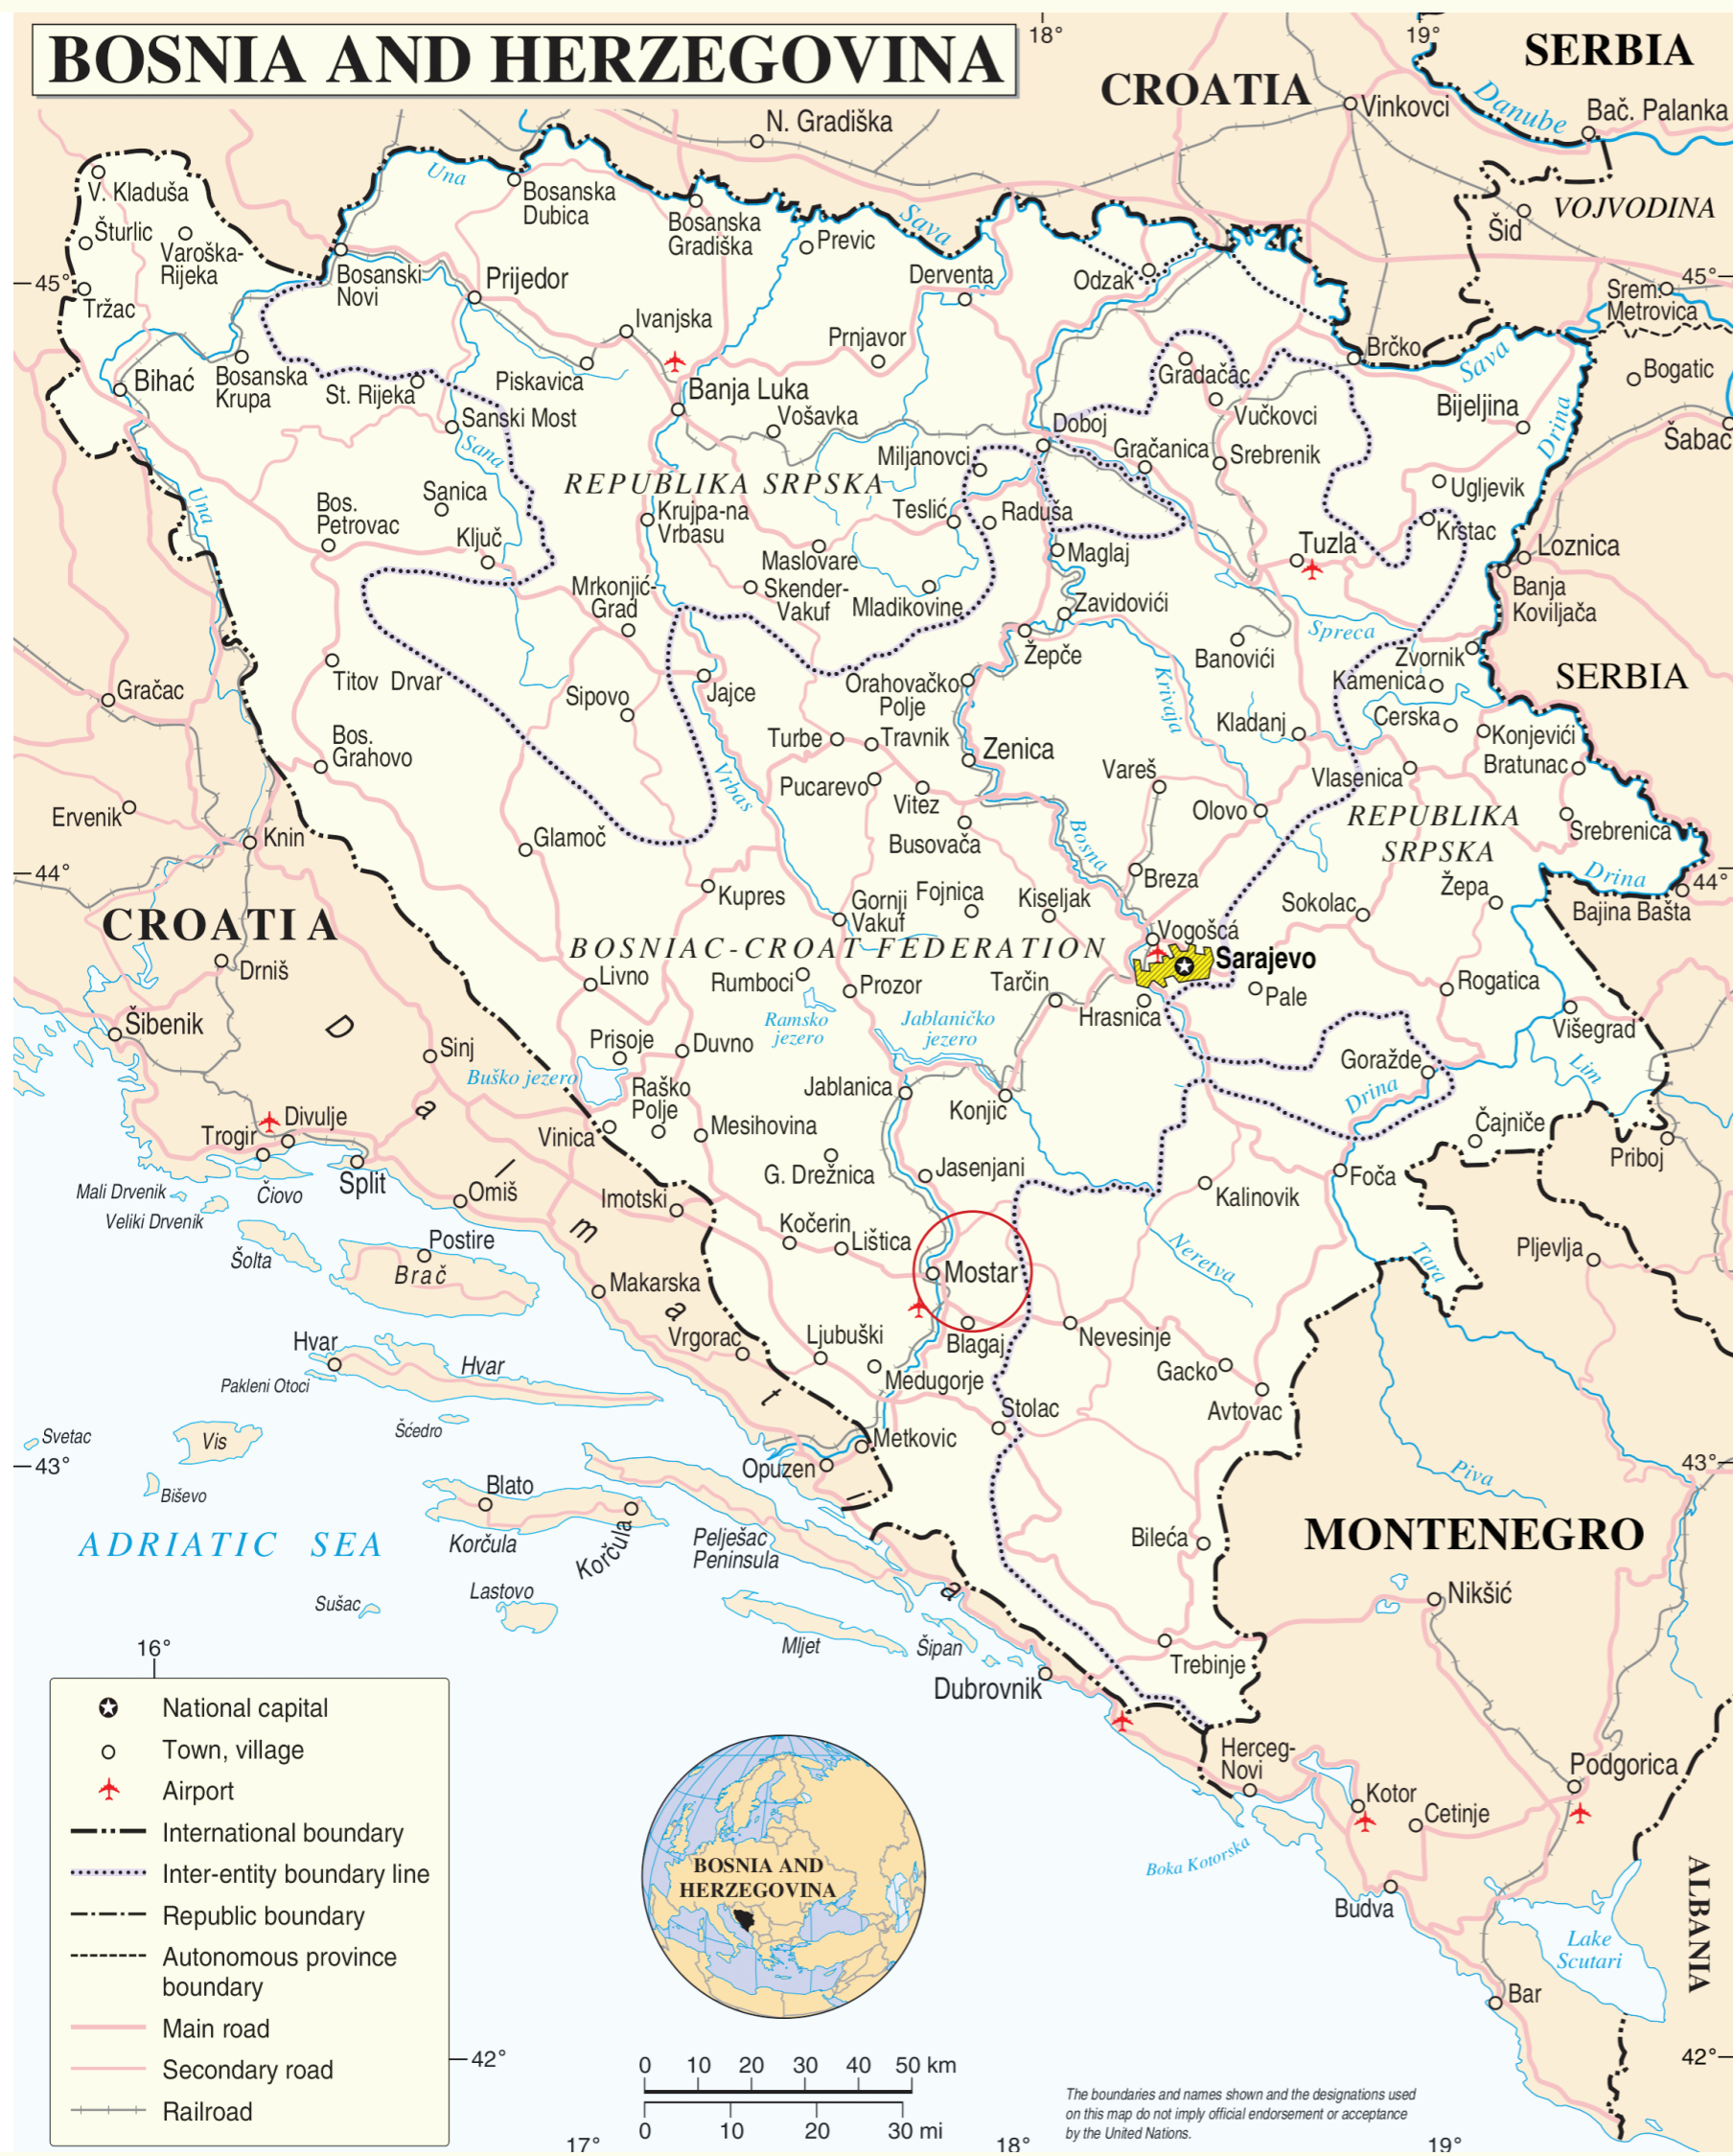 BOSNIA AND HERZEGOVINA
18°
19°
SERBIA
CROATIA
Vinkovci
Danube
Bač. Palanka
N. Gradiška
V. Kladuša
Una
Bosanska
Dubica
Bosanska
Gradiška
Sava
Previc
VOJVODINA
Šid
Šturlic
Varoška-
Rijeka
Bosanski
Novi
Prijedor
Derventa
Odzak
45°
45°
Tržac
Srem.
Metrovica
Ivanjska
Prnjavor
Brčko
Sava
Bogatic
Bihać
Bosanska
Krupa
St. Rijeka
Piskavica
Banja Luka
Gradačac
Bijeljina
Drina
Sanski Most
Vošavka
Doboj
Vučkovci
Šabac
Sana
Miljanovci
Gračanica
Srebrenik
REPUBLIKA SRPSKA
Ugljevik
Una
Bos.
Petrovac
Sanica
Krujpa-na
Vrbasu
Teslić
Raduša
Krstac
Ključ
Maslovare
Maglaj
Tuzla
Loznica
Mrkonjić-
Grad
Skender-
Vakuf
Mladikovine
Zavidovići
Banja
Koviljača
Spreca
Žepče
Banovići
Zvornik
SERBIA
Titov Drvar
Gračac
Sipovo
Jajce
Orahovačko
Polje
Krivaja
Kamenica
Kladanj
Cerska
Konjevići
Bos.
Grahovo
Turbe
Travnik
Zenica
Vareš
Vlasenica
Bratunac
Pucarevo
Vrbas
Vitez
Olovo
REPUBLIKA
SRPSKA
Ervenik
Knin
Glamoč
Busovača
Bosna
Srebrenica
44°
44°
Breza
Žepa
Drina
Kupres
Gornji
Vakuf
Fojnica
Kiseljak
Sokolac
Bajina Bašta
CROATIA
Vogošcá
BOSNIAC-CROAT FEDERATION
Sarajevo
Drniš
Livno
Rumboci
Prozor
Tarčin
Pale
Rogatica
Hrasnica
Višegrad
Šibenik
Ramsko
jezero
Jablaničko
jezero
Prisoje
Duvno
Sinj
Goražde
Lim
Buško jezero
Raško
Polje
Jablanica
Konjic
Drina
Divulje
Trogir
Vinica
Mesihovina
Čajniče
Priboj
Split
G. Drežnica
Jasenjani
Foča
Mali Drvenik
Čiovo
Omiš
Imotski
Kalinovik
Veliki Drvenik
Šolta
Postire
Brač
Kočerin
Lištica
Neretva
Tara
Pljevlja
Makarska
Mostar
Vrgorac
Ljubuški
Blagaj
Nevesinje
Hvar
Hvar
Pakleni Otoci
Međugorje
Gacko
Avtovac
Dalmatia
Šćedro
Stolac
Svetac
Vis
Metkovic
43°
43°
Opuzen
Piva
Biševo
Blato
Korčula
Korčula
Pelješac
Peninsula
Bileća
MONTENEGRO
ADRIATIC SEA
Lastovo
Sušac
Nikšić
Mljet
Šipan
Trebinje
16°
Dubrovnik
National capital
Town, village
Airport
International boundary
Inter-entity boundary line
Republic boundary
Autonomous province
boundary
Main road
Secondary road
Railroad
Herceg-
Novi
Podgorica
Kotor
Cetinje
Boka Kotorska
Budva
ALBANIA
BOSNIA AND
HERZEGOVINA
Lake
Scutari
Bar
42°
42°
0 10 20 30 40 50 km
0 10 20 30 mi
The boundaries and names shown and the designations used
on this map do not imply official endorsement or acceptance
by the United Nations.
17°
18°
19°